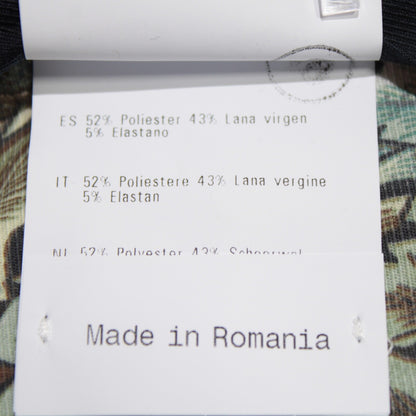 ES 52% Poliester 43% Lana virgen
5% Elastano
IT 52% Poliestere 43% Lana vergine
5% Elastan
NL 52% Polyester 43% Scheerwol
Made in Romania